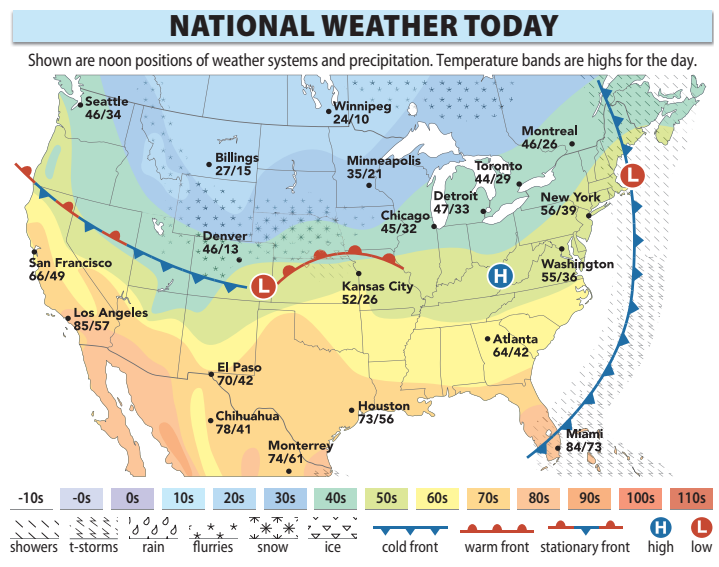 NATIONAL WEATHER TODAY
Shown are noon positions of weather systems and precipitation. Temperature bands are highs for the day.
Seattle
46/34
Winnipeg
24/10
Montreal
46/26
Billings
27/15
Minneapolis
35/21
Toronto
44/29
L
Detroit
47/33
New York
56/39
Chicago
45/32
Denver
46/13
San Francisco
66/49
L
Kansas City
52/26
H
Washington
55/36
Los Angeles
85/57
Atlanta
64/42
El Paso
70/42
Chihuahua
78/41
Houston
73/56
Monterrey
74/61
Miami
84/73
-10s -0s 0s 10s 20s 30s 40s 50s 60s 70s 80s 90s 100s 110s
H L
showers t-storms rain flurries snow ice cold front warm front stationary front high low